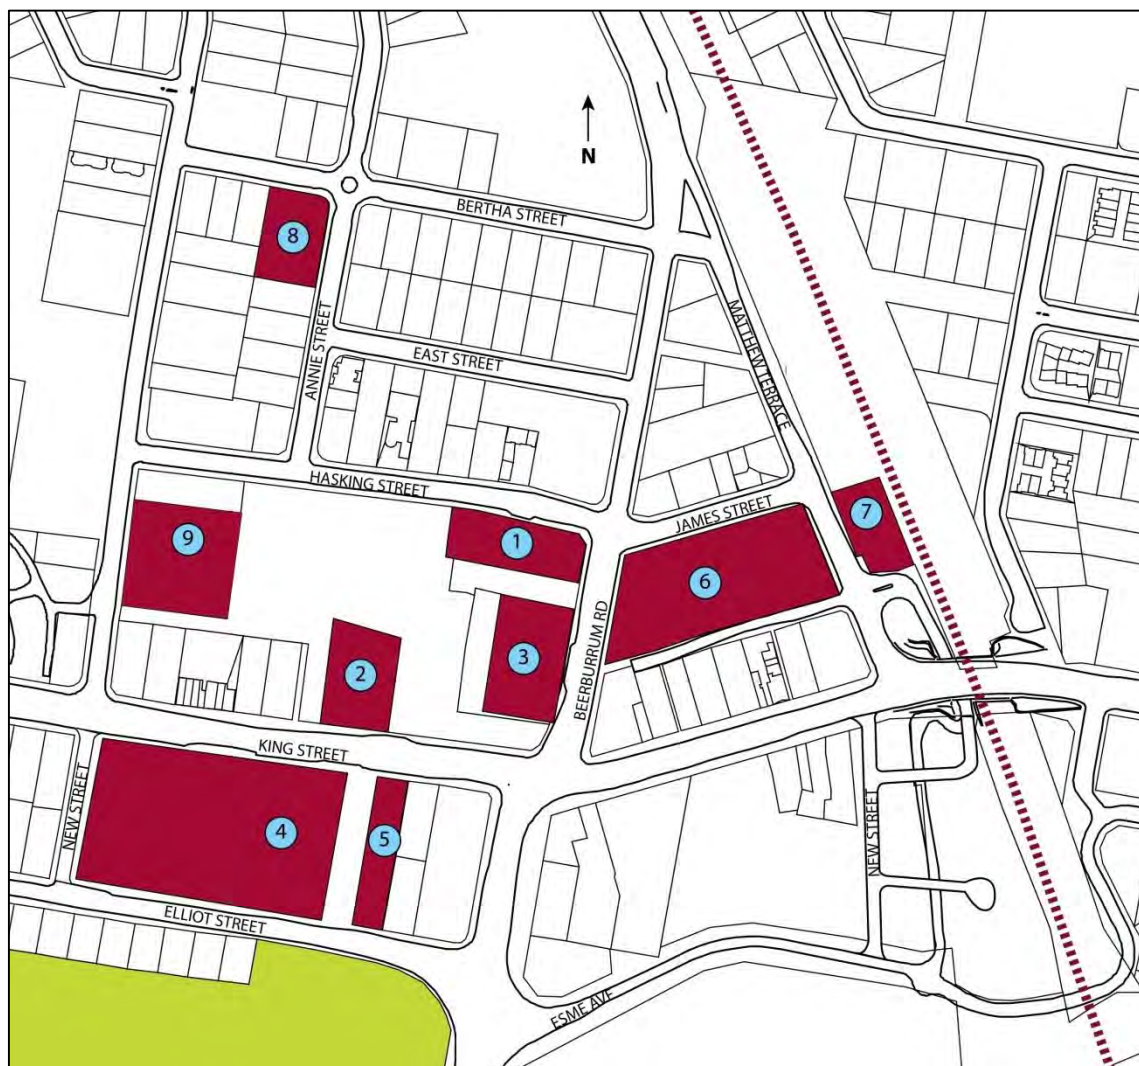 N
BERTHA STREET
8
MATTHEW TERRACE
ANNIE STREET
EAST STREET
HASKING STREET
JAMES STREET
7
9
1
6
BEERBURRUM RD
3
2
KING STREET
NEW STREET
4
5
NEW STREET
ELLIOT STREET
ESME AVE